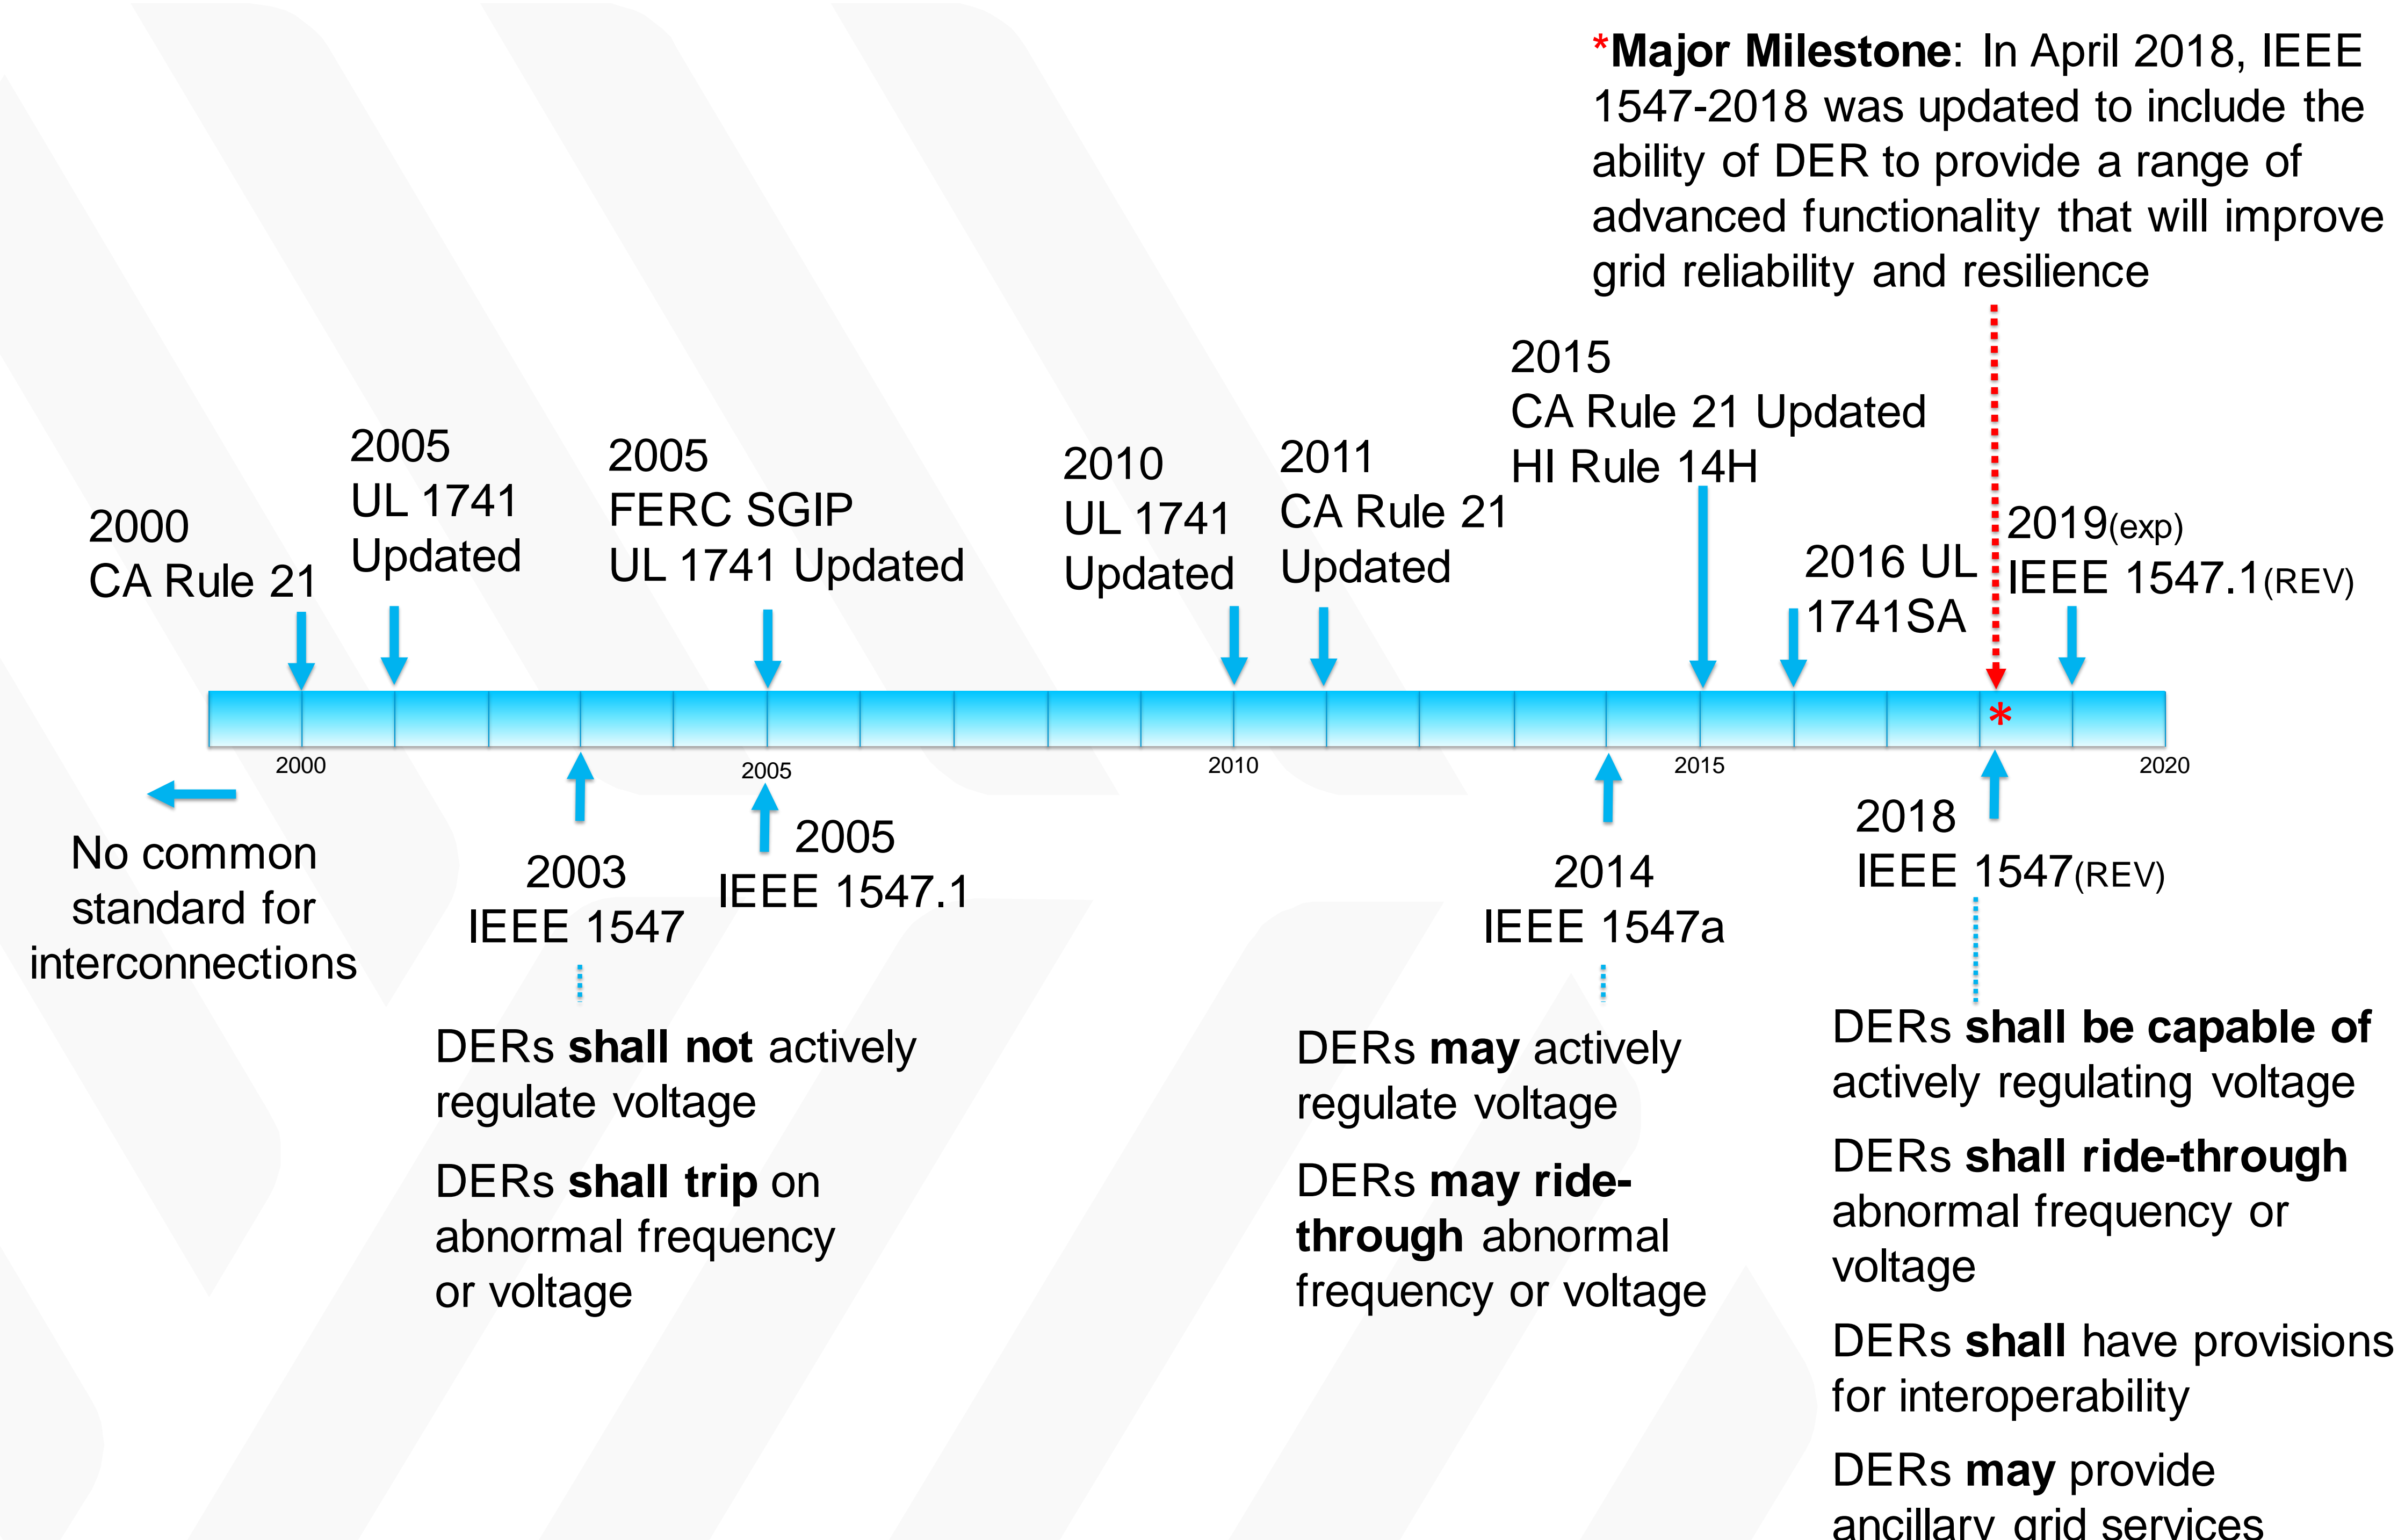 *Major Milestone: In April 2018, IEEE
1547-2018 was updated to include the
ability of DER to provide a range of
advanced functionality that will improve
grid reliability and resilience
2000
CA Rule 21
2005
UL 1741
Updated
2005
FERC SGIP
UL 1741 Updated
2010
UL 1741
Updated
2011
CA Rule 21
Updated
2015
CA Rule 21 Updated
HI Rule 14H
2016 UL
1741SA
2019(exp)
IEEE 1547.1(REV)
*
2000
2005
2010
2015
2020
No common
standard for
interconnections
2003
IEEE 1547
DERs shall not actively
regulate voltage
DERs shall trip on
abnormal frequency
or voltage
2005
IEEE 1547.1
2014
IEEE 1547a
DERs may actively
regulate voltage
DERs may ride-
through abnormal
frequency or voltage
2018
IEEE 1547(REV)
DERs shall be capable of
actively regulating voltage
DERs shall ride-through
abnormal frequency or
voltage
DERs shall have provisions
for interoperability
DERs may provide
ancillary grid services